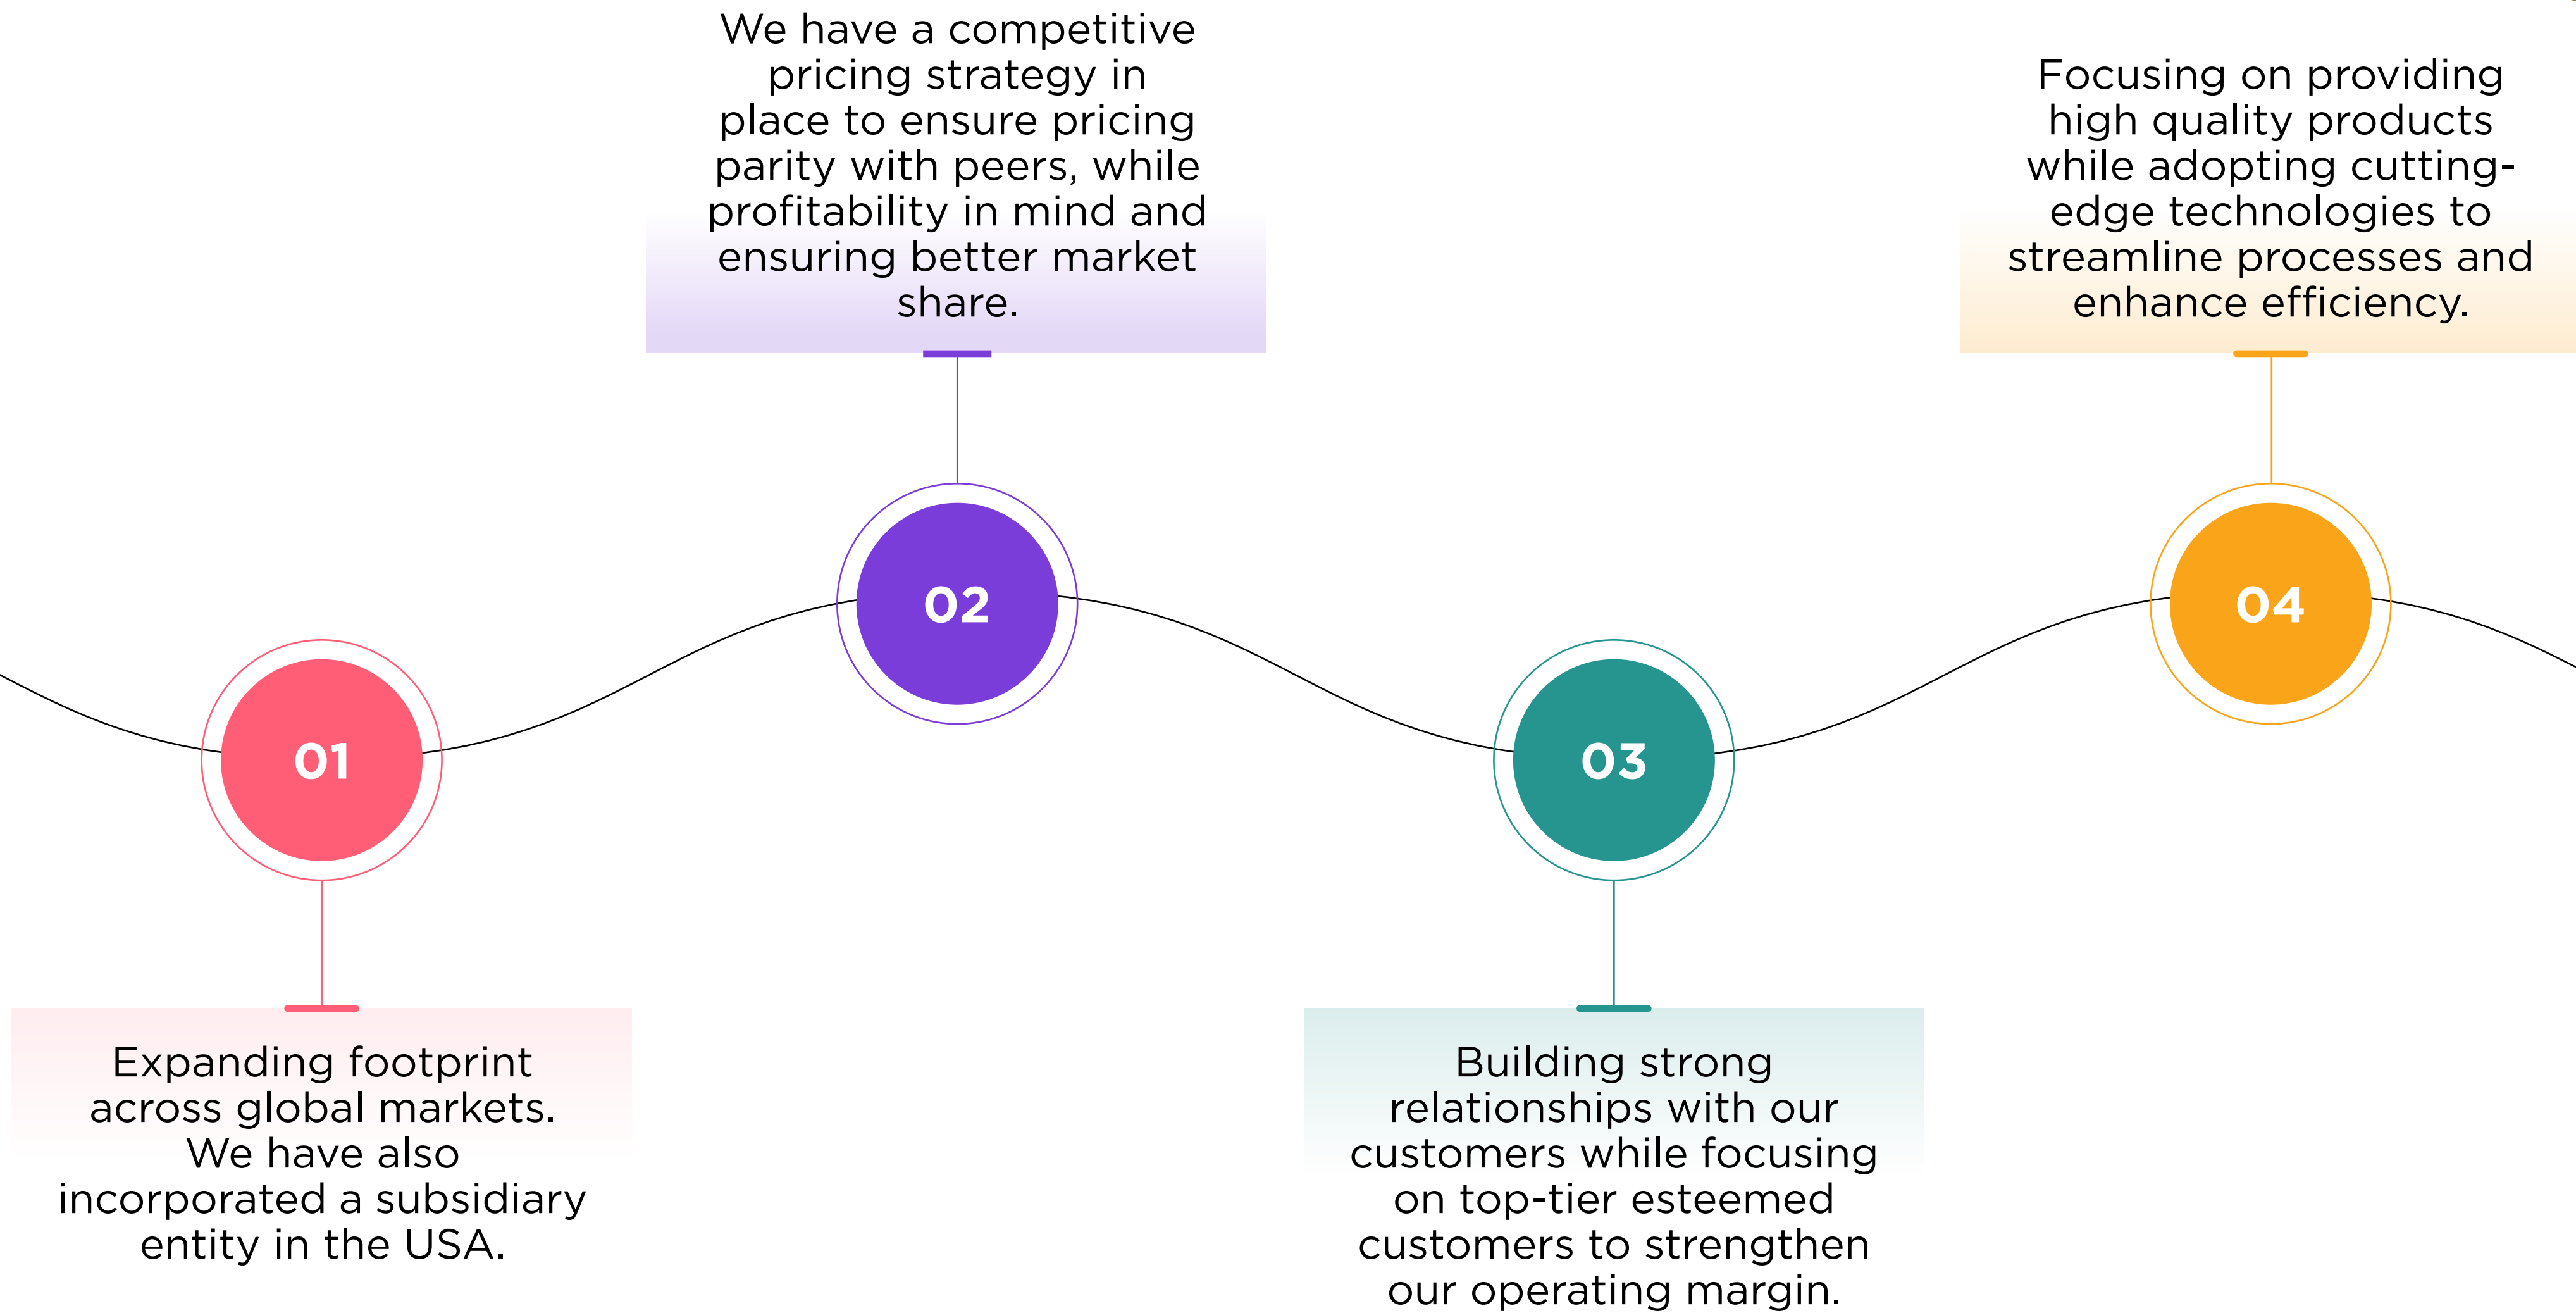 01
Expanding footprint
across global markets.
We have also
incorporated a subsidiary
entity in the USA.
We have a competitive
pricing strategy in
place to ensure pricing
parity with peers, while
profitability in mind and
ensuring better market
share.
02
03
Building strong
relationships with our
customers while focusing
on top-tier esteemed
customers to strengthen
our operating margin.
Focusing on providing
high quality products
while adopting cutting-
edge technologies to
streamline processes and
enhance efficiency.
04